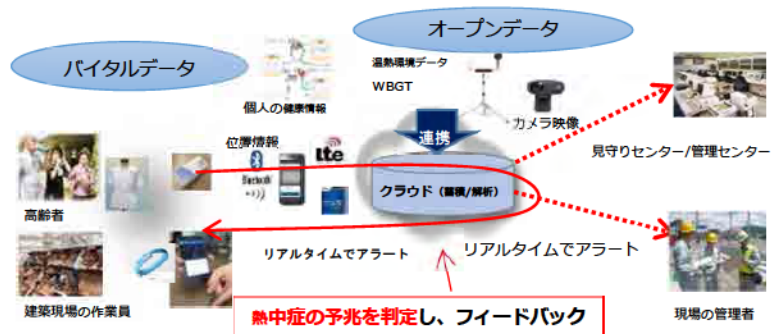 オープンデータ
バイタルデータ
温熱環境データ
WBGT
個人の健康情報
カメラ映像
連携
位置情報
LTE
Bluetooth
見守りセンター/管理センター
クラウド（蓄積/解析）
高齢者
リアルタイムでアラート
リアルタイムでアラート
建築現場の作業員
熱中症の予兆を判定し、フィードバック
現場の管理者